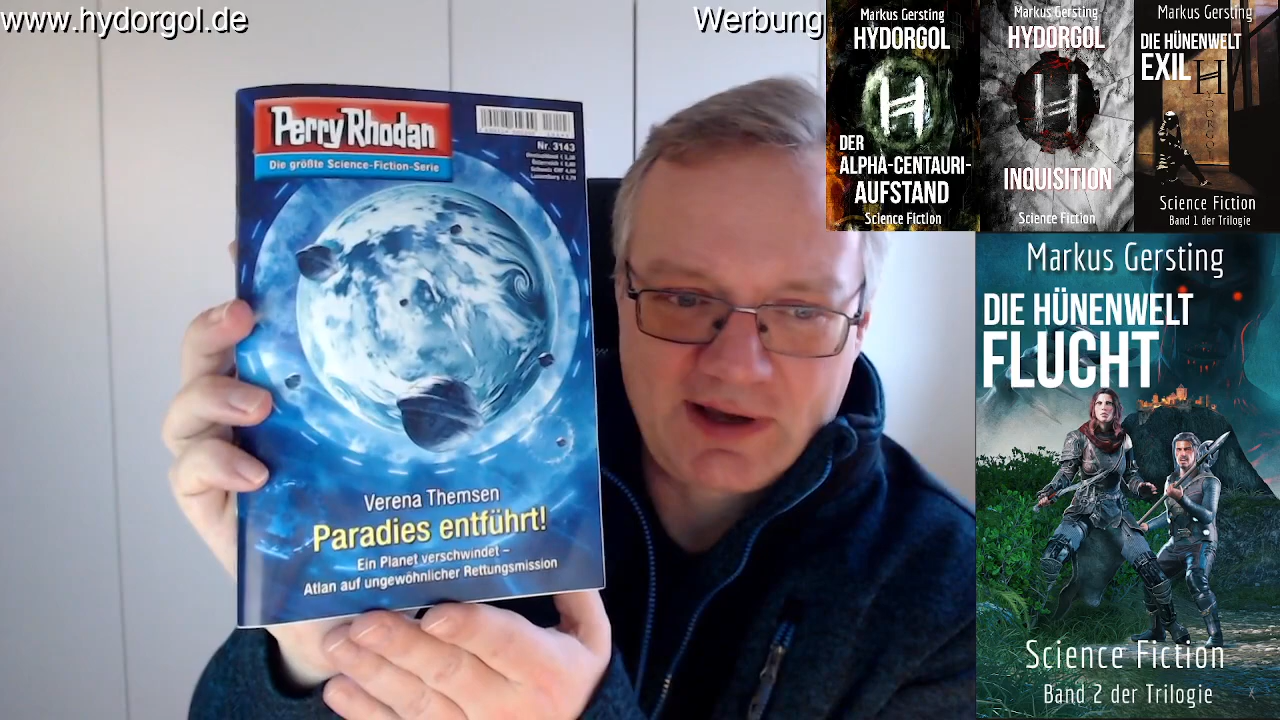 www.hydorgol.de
Werbung
Perry Rhodan
Die größte Science-Fiction-Serie
Nr. 3143
Verena Themsen
Paradies entführt!
Ein Planet verschwindet –
Atlan auf ungewöhnlicher Rettungsmission
Markus Gersting
HYDORGOL
DER
ALPHA-CENTAURI-
AUFSTAND
Science Fiction
Markus Gersting
HYDORGOL
INQUISITION
Science Fiction
Markus Gersting
DIE HÜNENWELT
EXIL
HYDORGOL
Science Fiction
Band 1 der Trilogie
Markus Gersting
DIE HÜNENWELT
FLUCHT
Science Fiction
Band 2 der Trilogie